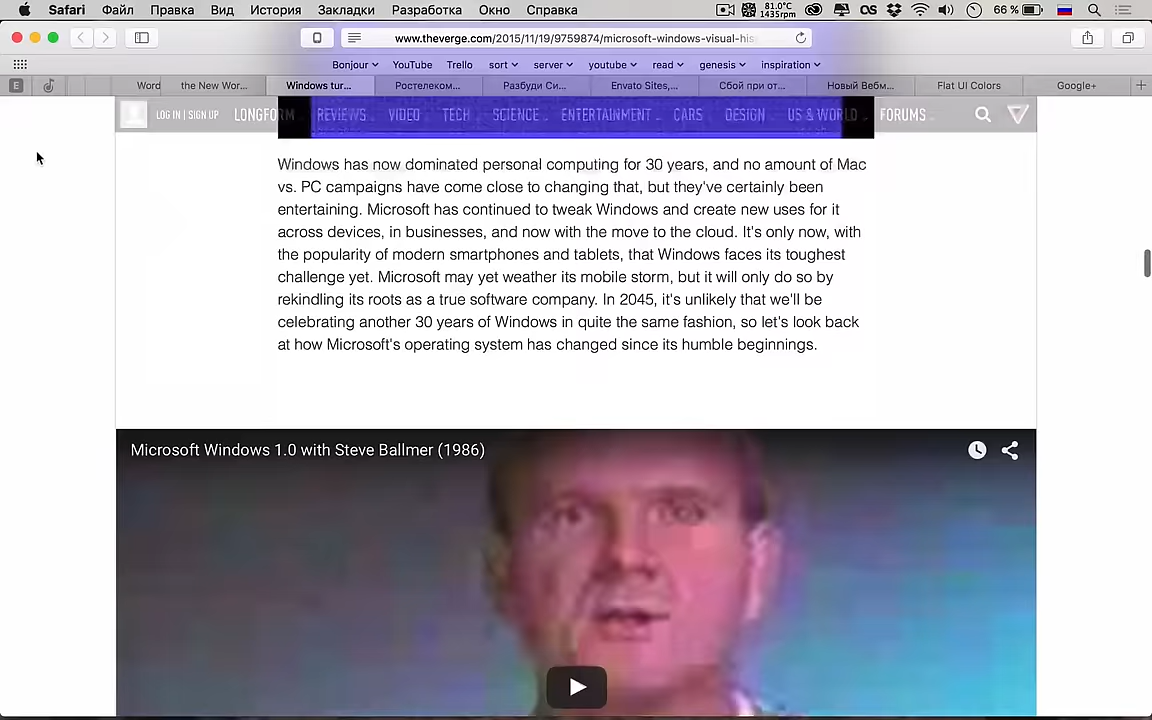 Safari Файл Правка Вид История Закладки Разработка Окно Справка 81.0°C 1435rpm 66 %
www.theverge.com/2015/11/19/9759874/microsoft-windows-visual-his
Bonjour YouTube Trello sort server youtube read genesis inspiration
E Word the New Wor... Windows tur... Ростелеком... Разбуди Си... Envato Sites,... Сбой при от... Новый Вебм... Flat UI Colors Google+
LOG IN | SIGN UP LONGFORM REVIEWS VIDEO TECH SCIENCE ENTERTAINMENT CARS DESIGN US & WORLD FORUMS
Windows has now dominated personal computing for 30 years, and no amount of Mac
vs. PC campaigns have come close to changing that, but they've certainly been
entertaining. Microsoft has continued to tweak Windows and create new uses for it
across devices, in businesses, and now with the move to the cloud. It's only now, with
the popularity of modern smartphones and tablets, that Windows faces its toughest
challenge yet. Microsoft may yet weather its mobile storm, but it will only do so by
rekindling its roots as a true software company. In 2045, it's unlikely that we'll be
celebrating another 30 years of Windows in quite the same fashion, so let's look back
at how Microsoft's operating system has changed since its humble beginnings.
Microsoft Windows 1.0 with Steve Ballmer (1986)